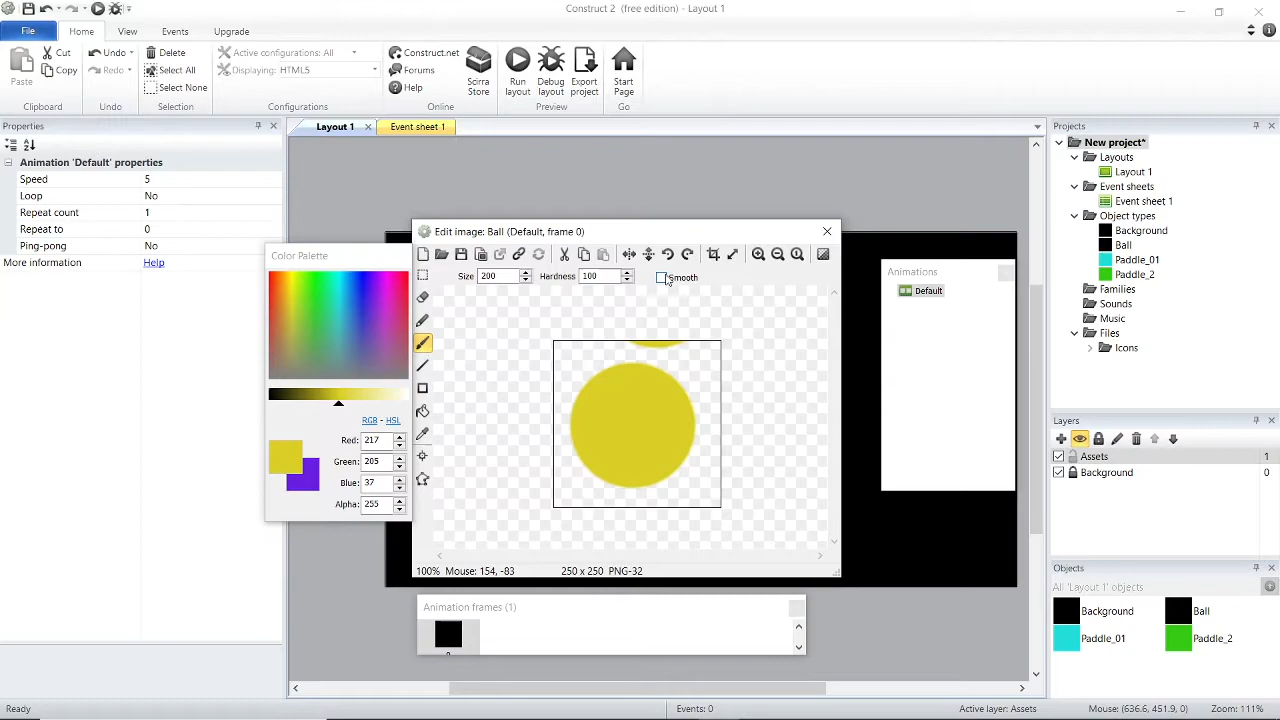 Construct 2 (free edition) - Layout 1
File
Home
View
Events
Upgrade
Paste
Cut
Copy
Clipboard
Undo
Redo
Undo
Delete
Select All
Select None
Selection
Active configurations: All
Displaying: HTML5
Configurations
Construct.net
Forums
Help
Scirra Store
Online
Run layout
Debug layout
Export project
Preview
Start Page
Go
Properties
Animation 'Default' properties
Speed 5
Loop No
Repeat count 1
Repeat to 0
Ping-pong No
More information Help
Layout 1
Event sheet 1
Color Palette
RGB - HSL
Red: 217
Green: 205
Blue: 37
Alpha: 255
Edit image: Ball (Default, frame 0)
Size 200 Hardness 100 Smooth
100% Mouse: 154, -83 250 x 250 PNG-32
Animations
Default
Animation frames (1)
Projects
New project*
Layouts
Layout 1
Event sheets
Event sheet 1
Object types
Background
Ball
Paddle_01
Paddle_2
Families
Sounds
Music
Files
Icons
Layers
Assets 1
Background 0
Objects
All 'Layout 1' objects
Background
Ball
Paddle_01
Paddle_2
Ready
Events: 0
Active layer: Assets
Mouse: (636.6, 451.9, 0)
Zoom: 111%